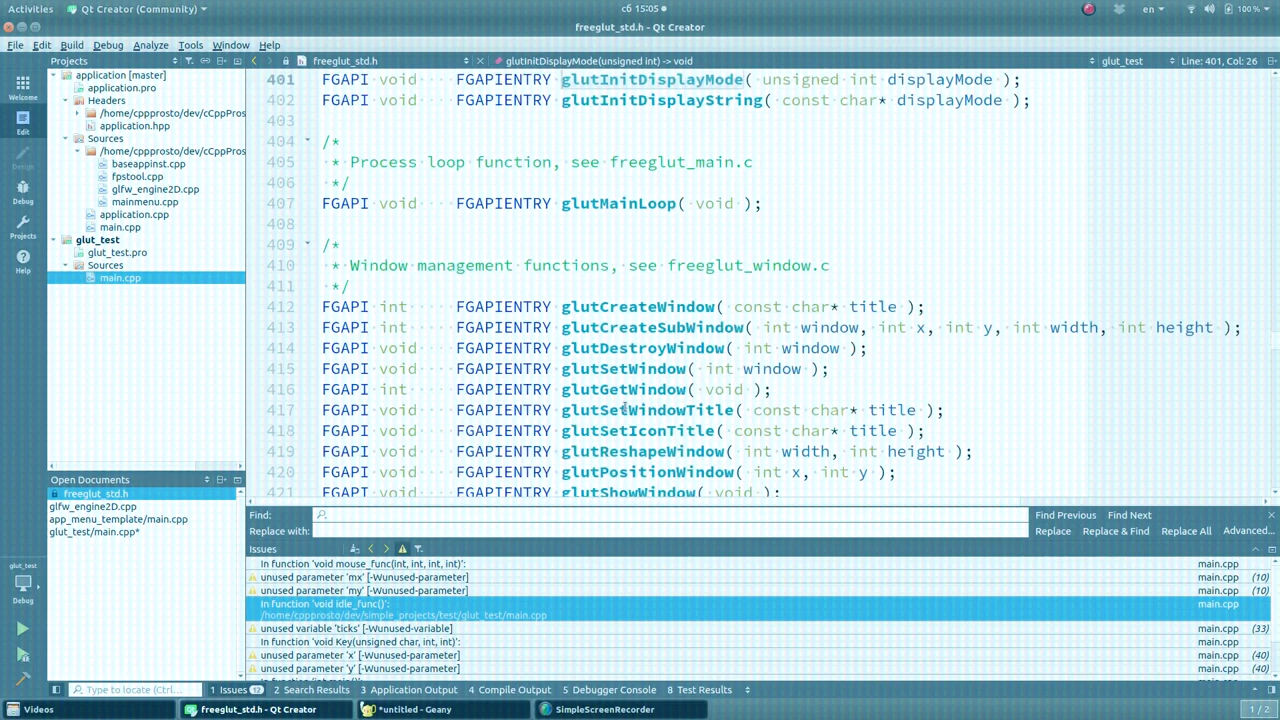 Activities Qt Creator (Community) сб 15:05 en 100 %
freeglut_std.h - Qt Creator
File Edit Build Debug Analyze Tools Window Help
Projects
freeglut_std.h
glutInitDisplayMode(unsigned int) -> void
glut_test
Line: 401, Col: 26
Welcome
Edit
Design
Debug
Projects
Help
application [master]
application.pro
Headers
/home/cppprosto/dev/cCppPros
application.hpp
Sources
/home/cppprosto/dev/cCppPros
baseappinst.cpp
fpstool.cpp
glfw_engine2D.cpp
mainmenu.cpp
application.cpp
main.cpp
glut_test
glut_test.pro
Sources
main.cpp
401 FGAPI void FGAPIENTRY glutInitDisplayMode( unsigned int displayMode );
402 FGAPI void FGAPIENTRY glutInitDisplayString( const char* displayMode );
403
404 /*
405 * Process loop function, see freeglut_main.c
406 */
407 FGAPI void FGAPIENTRY glutMainLoop( void );
408
409 /*
410 * Window management functions, see freeglut_window.c
411 */
412 FGAPI int FGAPIENTRY glutCreateWindow( const char* title );
413 FGAPI int FGAPIENTRY glutCreateSubWindow( int window, int x, int y, int width, int height );
414 FGAPI void FGAPIENTRY glutDestroyWindow( int window );
415 FGAPI void FGAPIENTRY glutSetWindow( int window );
416 FGAPI int FGAPIENTRY glutGetWindow( void );
417 FGAPI void FGAPIENTRY glutSetWindowTitle( const char* title );
418 FGAPI void FGAPIENTRY glutSetIconTitle( const char* title );
419 FGAPI void FGAPIENTRY glutReshapeWindow( int width, int height );
420 FGAPI void FGAPIENTRY glutPositionWindow( int x, int y );
421 FGAPI void FGAPIENTRY glutShowWindow( void );
Open Documents
freeglut_std.h
glfw_engine2D.cpp
app_menu_template/main.cpp
glut_test/main.cpp*
glut_test
Debug
Find: Find Previous Find Next
Replace with: Replace Replace & Find Replace All Advanced...
Issues
In function 'void mouse_func(int, int, int, int)': main.cpp
unused parameter 'mx' [-Wunused-parameter] main.cpp (10)
unused parameter 'my' [-Wunused-parameter] main.cpp (10)
In function 'void idle_func()': main.cpp
/home/cppprosto/dev/simple_projects/test/glut_test/main.cpp
unused variable 'ticks' [-Wunused-variable] main.cpp (33)
In function 'void Key(unsigned char, int, int)': main.cpp
unused parameter 'x' [-Wunused-parameter] main.cpp (40)
unused parameter 'y' [-Wunused-parameter] main.cpp (40)
Type to locate (Ctrl... 1 Issues 12 2 Search Results 3 Application Output 4 Compile Output 5 Debugger Console 8 Test Results
Videos freeglut_std.h - Qt Creator *untitled - Geany SimpleScreenRecorder 1 / 2